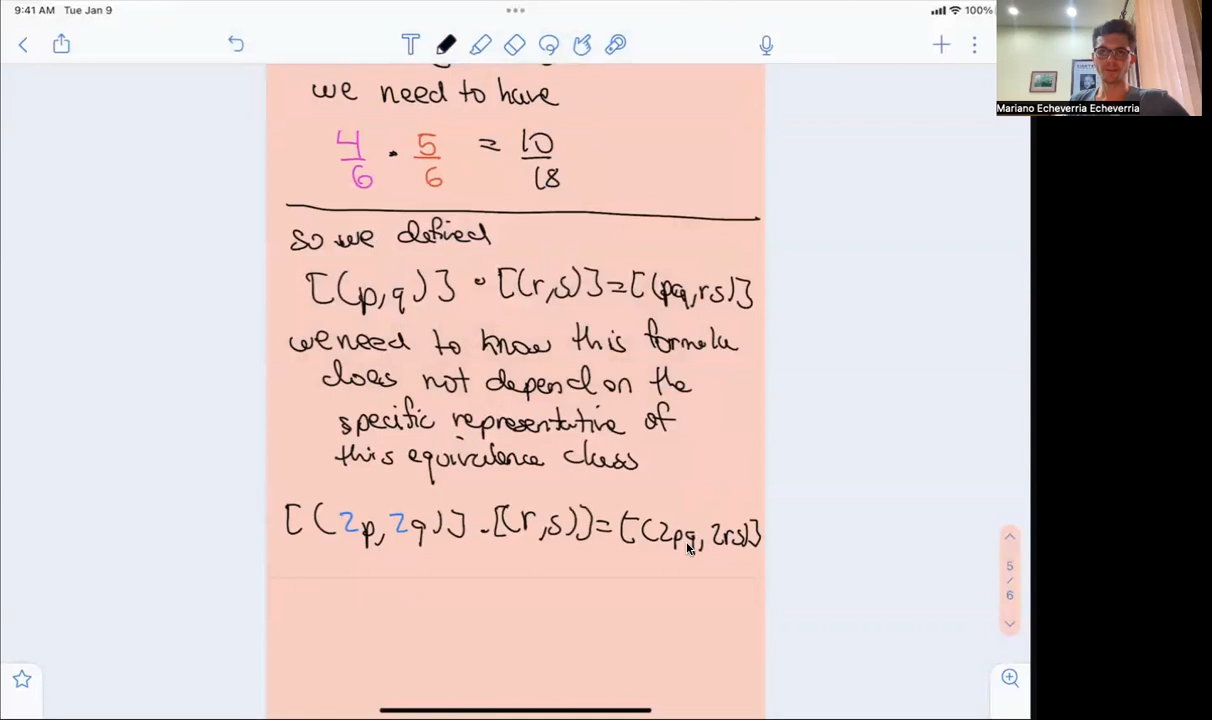 9:41 AM Tue Jan 9
100%
Mariano Echeverria Echeverria
we need to have
4/6 · 5/6 = 10/18
so we defined
[(p,q)] · [(r,s)] = [(pq,rs)]
we need to know this formula
does not depend on the
specific representative of
this equivalence class
[(2p,2q)] . [(r,s)] = [(2pq, 2rs)]
5
/
6